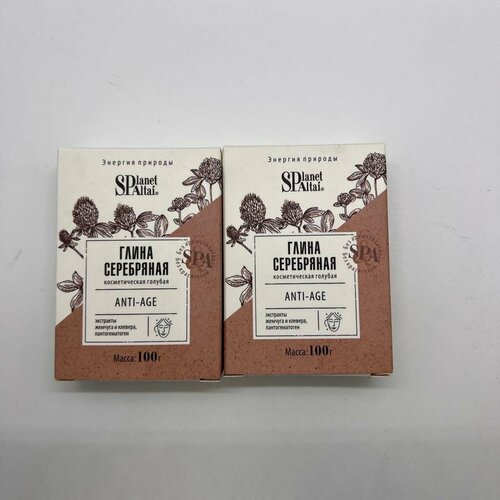 Энергия природы
SPlanet
Altai®
ГЛИНА
СЕРЕБРЯНАЯ
косметическая голубая
ANTI-AGE
экстракты
жемчуга и клевера,
пантогематоген
SPA
Масса: 100 г
Энергия природы
SPlanet
Altai®
ГЛИНА
СЕРЕБРЯНАЯ
косметическая голубая
ANTI-AGE
экстракты
жемчуга и клевера,
пантогематоген
SPA
Масса: 100 г